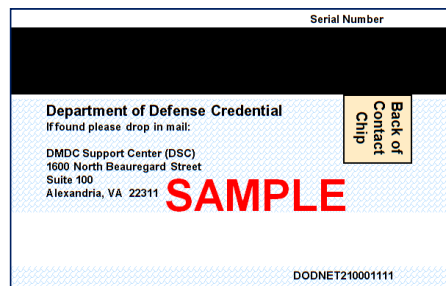 Serial Number
Department of Defense Credential
If found please drop in mail:
Back of
Contact
Chip
DMDC Support Center (DSC)
1600 North Beauregard Street
Suite 100
Alexandria, VA 22311
SAMPLE
DODNET210001111